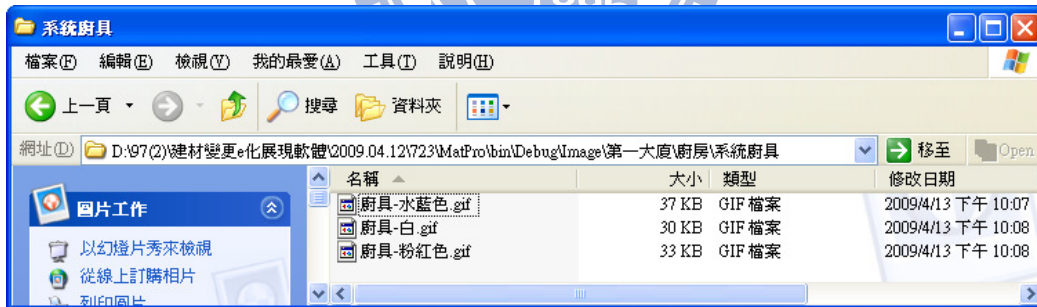 系統廚具
檔案(F) 編輯(E) 檢視(V) 我的最愛(A) 工具(T) 說明(H)
上一頁 搜尋 資料夾
網址(D) D:\97(2)\建材變更e化展現軟體\2009.04.12\723\MatPro\bin\Debug\Image\第一大廈\廚房\系統廚具 移至 Open
名稱 大小 類型 修改日期
圖片工作
廚具-水藍色.gif 37 KB GIF 檔案 2009/4/13 下午 10:07
廚具-白.gif 30 KB GIF 檔案 2009/4/13 下午 10:08
廚具-粉紅色.gif 33 KB GIF 檔案 2009/4/13 下午 10:08
以幻燈片秀來檢視
從線上訂購相片
列印圖片